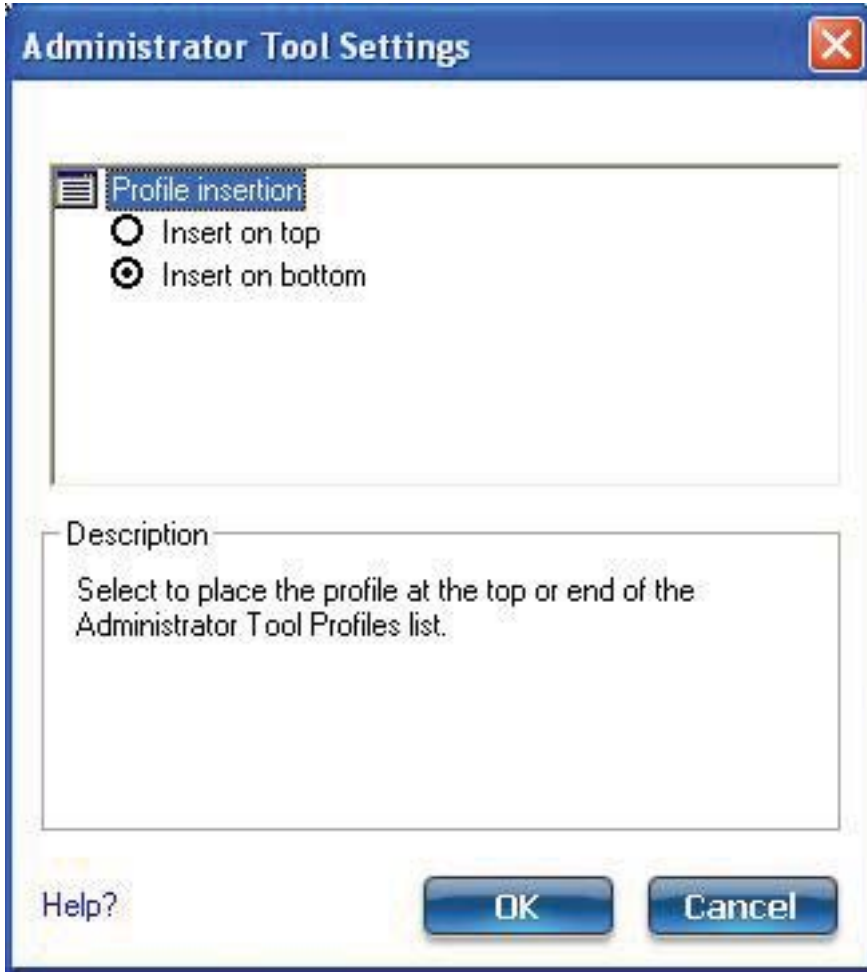 Administrator Tool Settings
Profile insertion
Insert on top
Insert on bottom
Description
Select to place the profile at the top or end of the
Administrator Tool Profiles list.
Help?
OK
Cancel